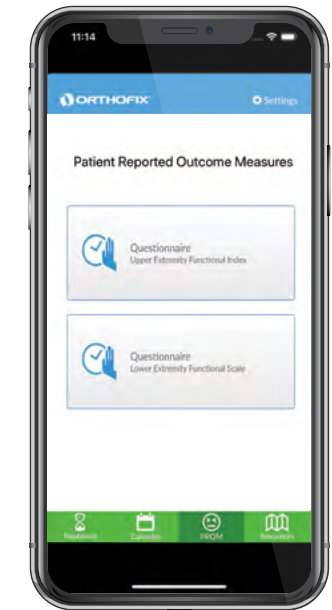 11:14
ORTHOFIX
Settings
Patient Reported Outcome Measures
Questionnaire
Upper Extremity Functional Index
Questionnaire
Lower Extremity Functional Scale
Treatment
Calendar
PROM
Resources